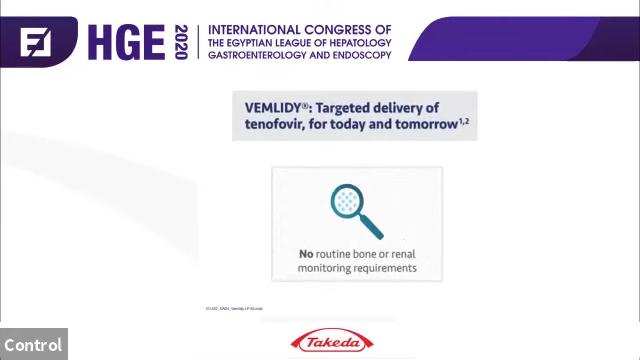 HGE 2020
INTERNATIONAL CONGRESS OF
THE EGYPTIAN LEAGUE OF HEPATOLOGY
GASTROENTEROLOGY AND ENDOSCOPY
VEMLIDY®: Targeted delivery of
tenofovir, for today and tomorrow1,2
No routine bone or renal
monitoring requirements
Control
Takeda